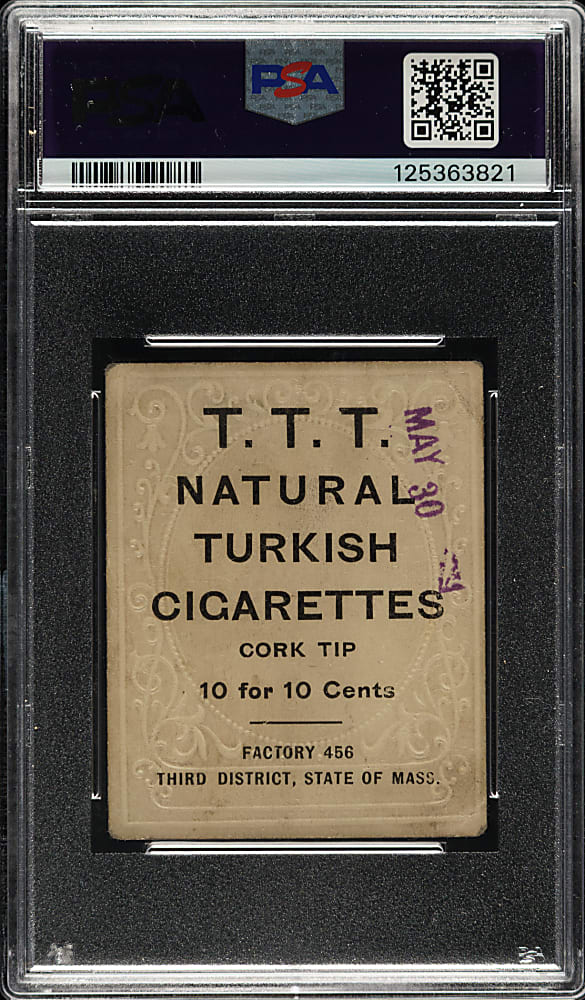 PSA
PSA
125363821
T. T. T.
NATURAL
TURKISH
CIGARETTES
CORK TIP
10 for 10 Cents
FACTORY 456
THIRD DISTRICT, STATE OF MASS.
MAY 30